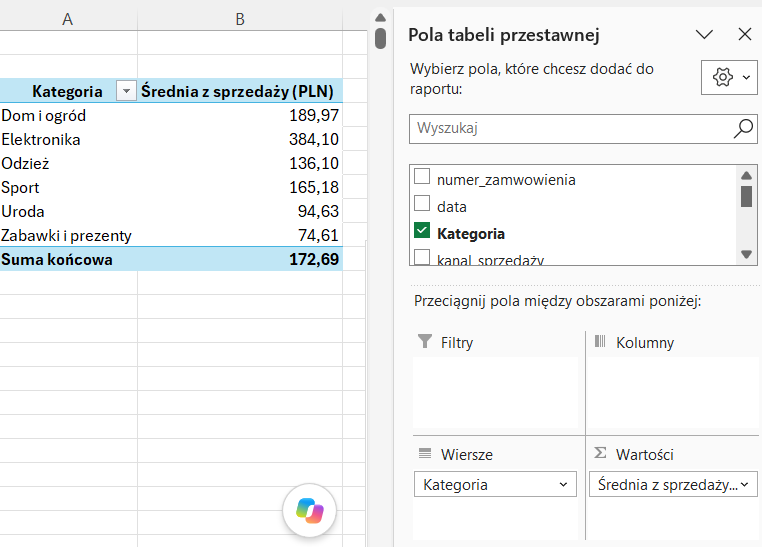 A B
Kategoria Średnia z sprzedaży (PLN)
Dom i ogród 189,97
Elektronika 384,10
Odzież 136,10
Sport 165,18
Uroda 94,63
Zabawki i prezenty 74,61
Suma końcowa 172,69
Pola tabeli przestawnej
Wybierz pola, które chcesz dodać do
raportu:
Wyszukaj
numer_zamwowienia
data
Kategoria
kanal_sprzedaży
Przeciągnij pola między obszarami poniżej:
Filtry
Kolumny
Wiersze
Kategoria
Wartości
Średnia z sprzedaży...